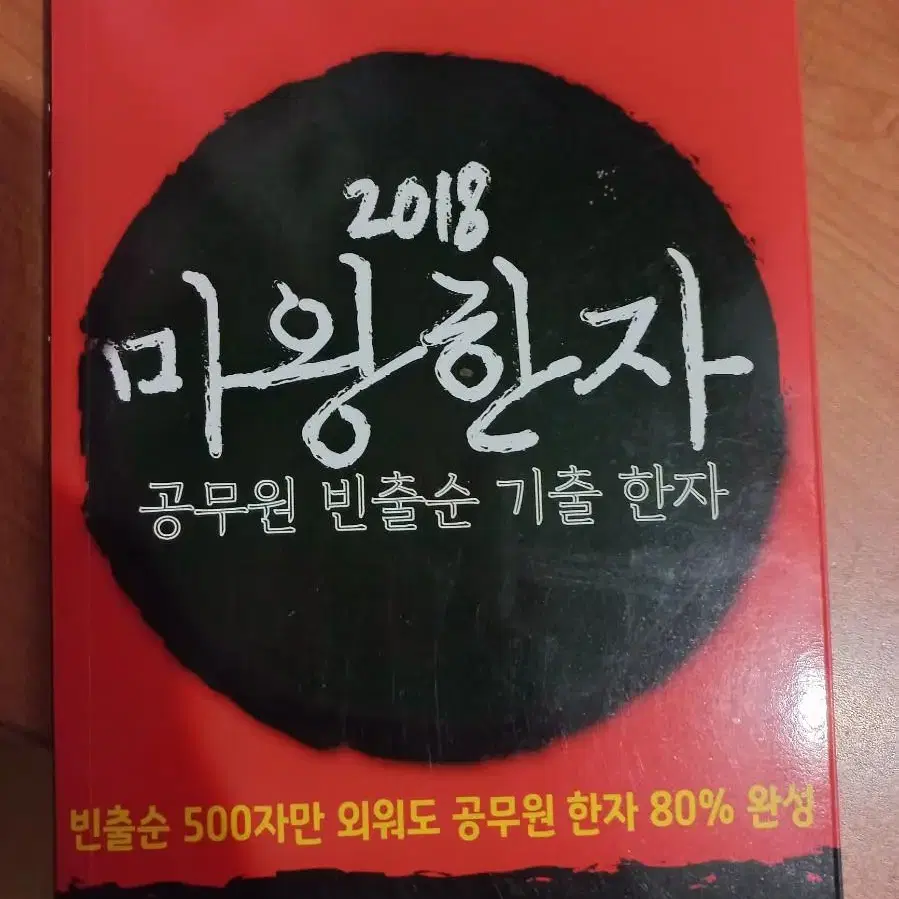 2018
마왕한자
공무원 빈출순 기출 한자
빈출순 500자만 외워도 공무원 한자 80% 완성